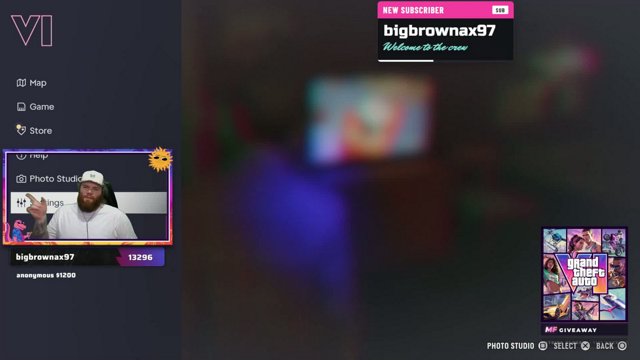 NEW SUBSCRIBER SUB
bigbrownax97
Welcome to the crew
VI
Map
Game
Store
Help
Photo Studio
bigbrownax97 13296
anonymous $1200
grand
theft
auto
VI
MF GIVEAWAY
PHOTO STUDIO SELECT BACK